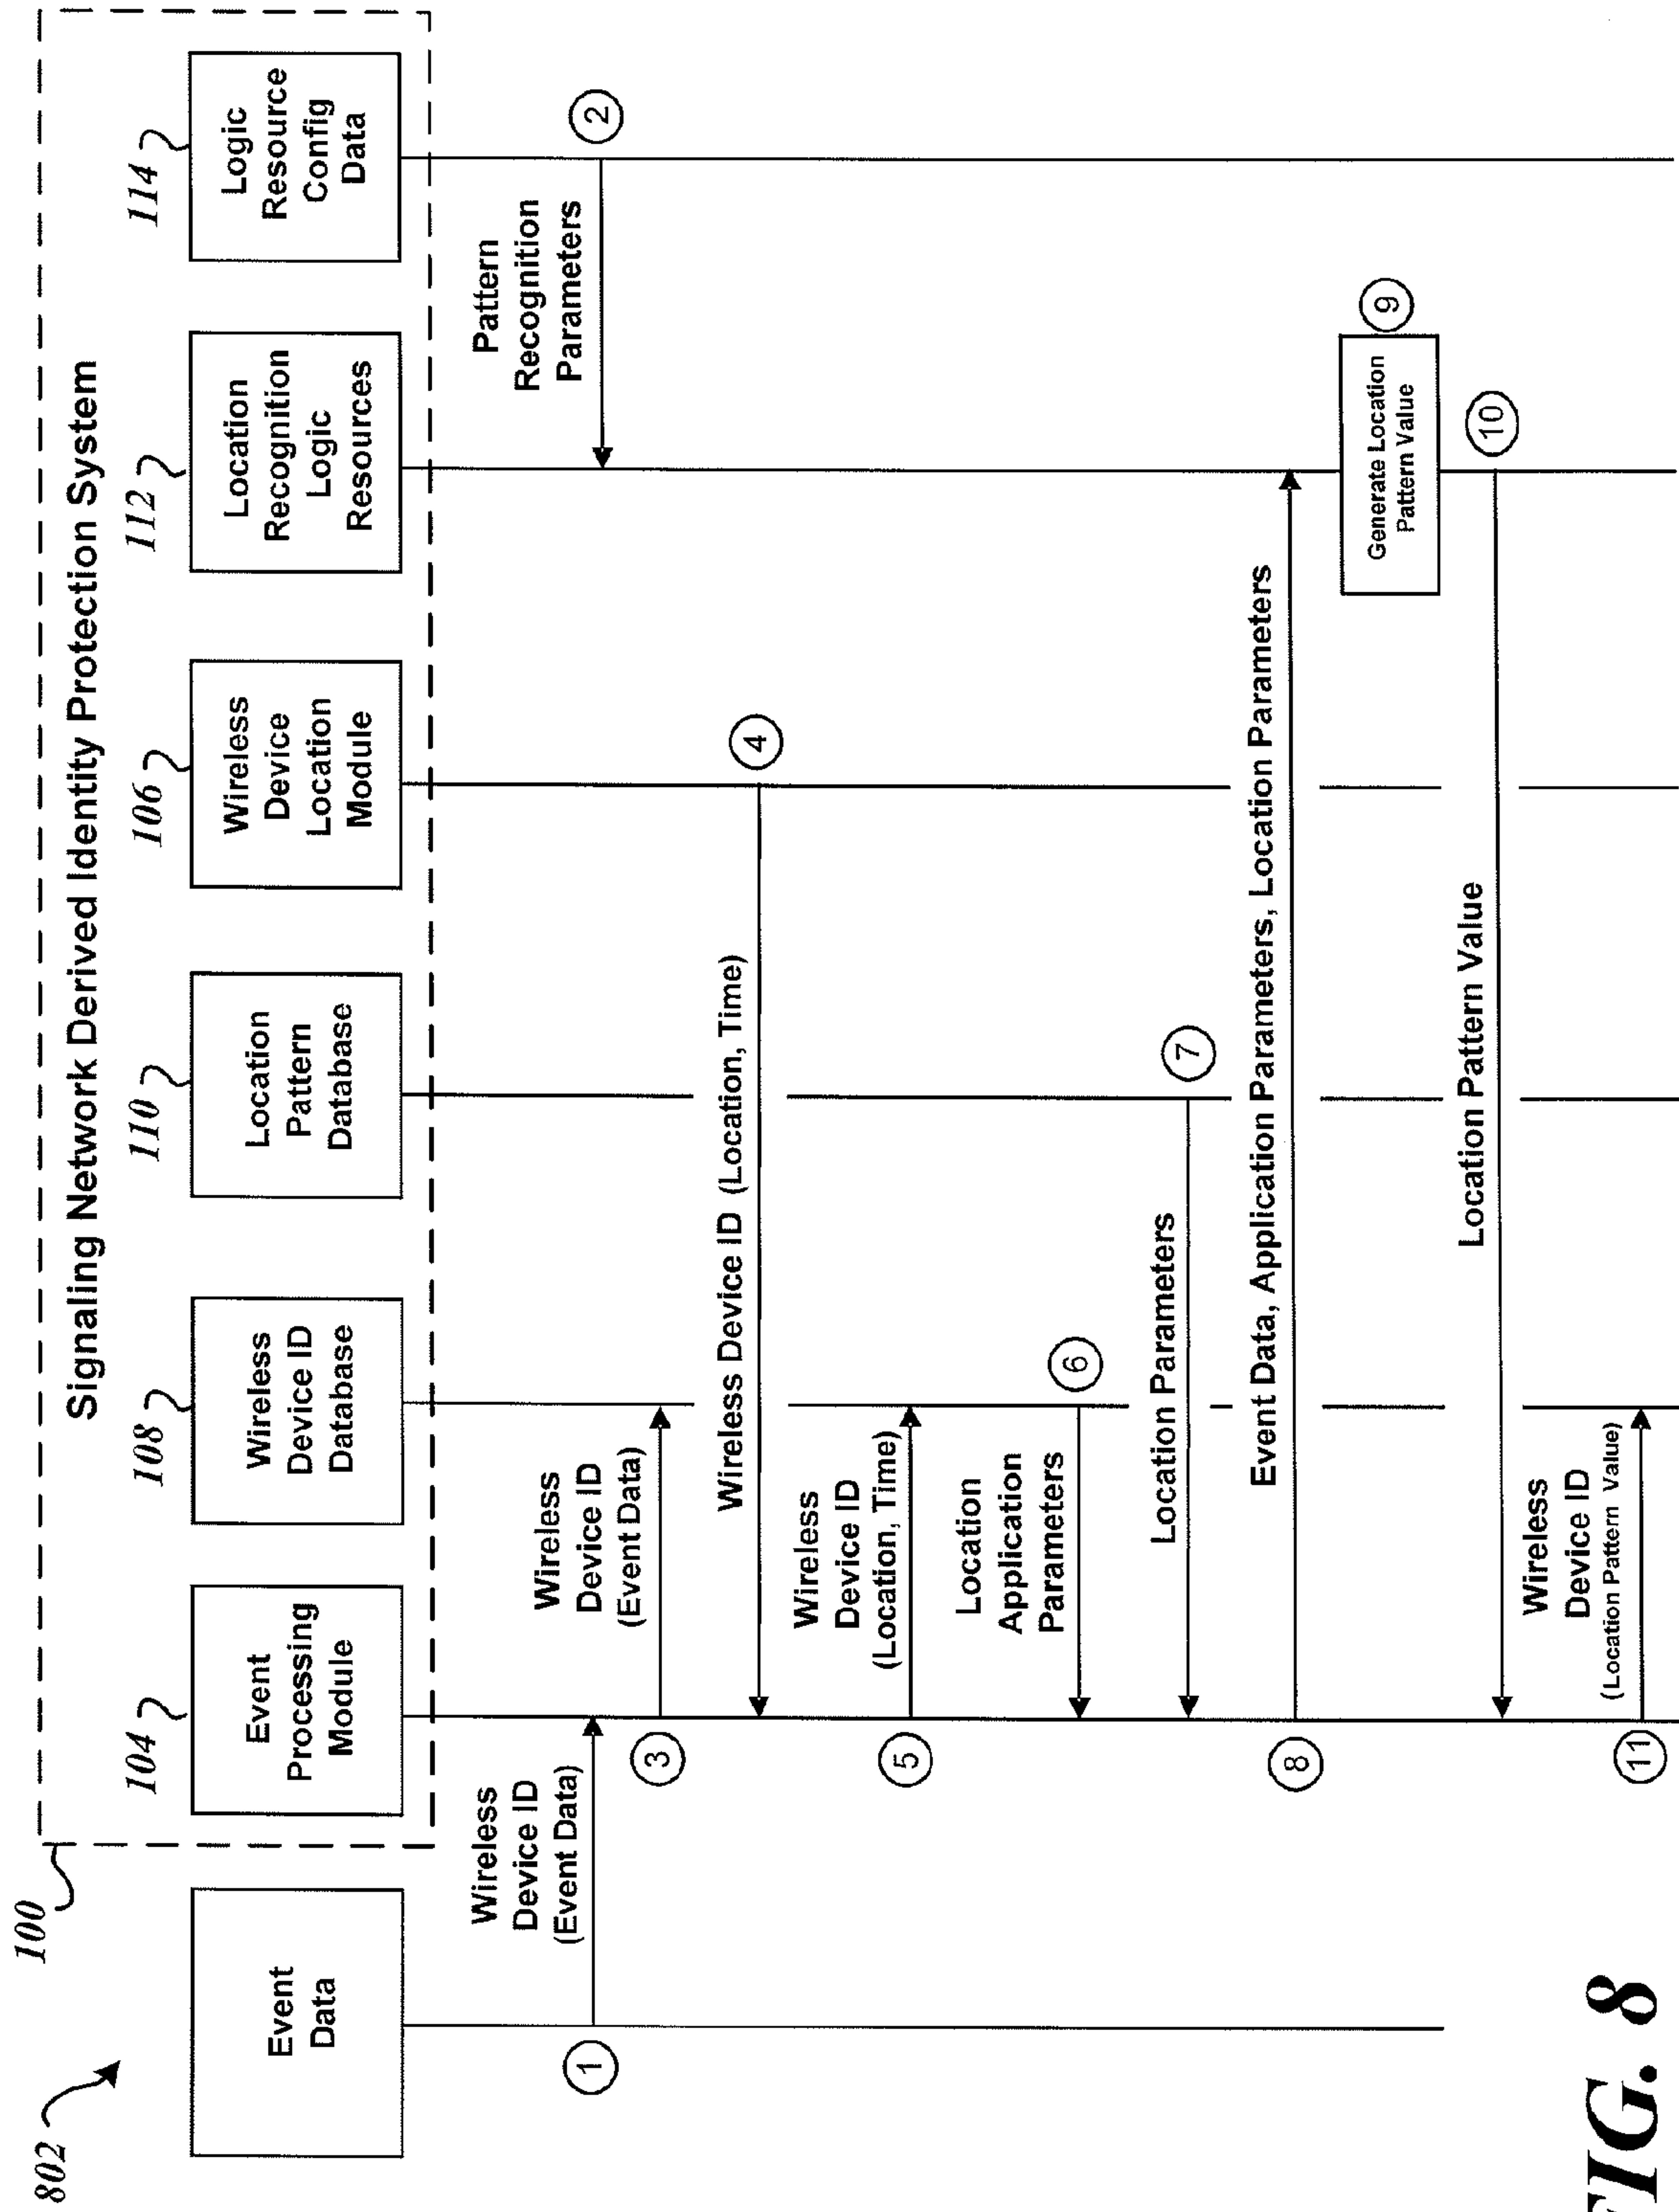 802
100
Signaling Network Derived Identity Protection System
104
108
110
106
112
114
Event
Data
Event
Processing
Module
Wireless
Device ID
Database
Location
Pattern
Database
Wireless
Device
Location
Module
Location
Recognition
Logic
Resources
Logic
Resource
Config
Data
1
Wireless
Device ID
(Event Data)
Pattern
Recognition
Parameters
2
3
Wireless
Device ID
(Event Data)
Wireless Device ID (Location, Time)
4
5
Wireless
Device ID
(Location, Time)
Location
Application
Parameters
6
Location Parameters
7
8
Event Data, Application Parameters, Location Parameters
Generate Location
Pattern Value
9
Location Pattern Value
10
11
Wireless
Device ID
(Location Pattern Value)
FIG. 8